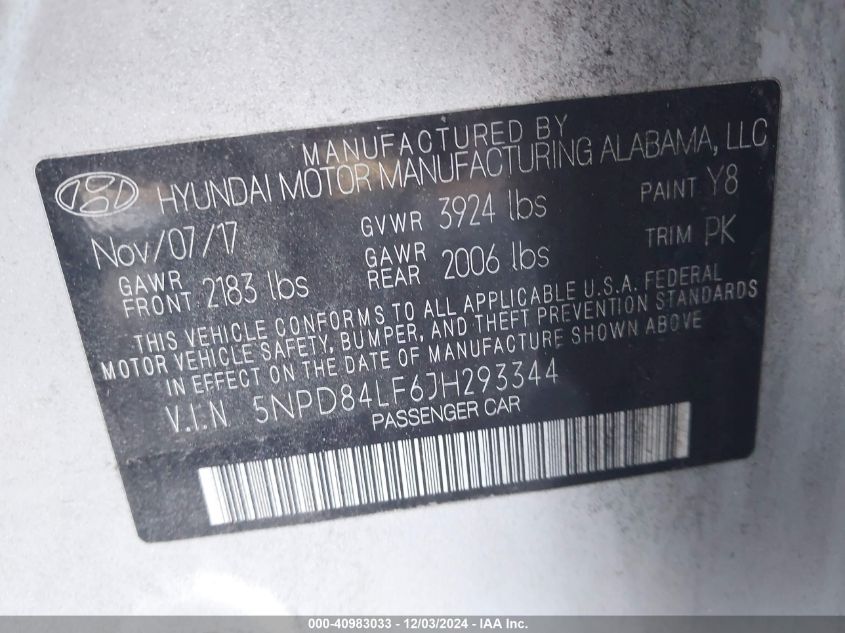 MANUFACTURED BY
HYUNDAI MOTOR MANUFACTURING ALABAMA, LLC
Nov/07/17 GVWR 3924 lbs PAINT Y8
GAWR FRONT 2183 lbs GAWR REAR 2006 lbs TRIM PK
THIS VEHICLE CONFORMS TO ALL APPLICABLE U.S.A. FEDERAL
MOTOR VEHICLE SAFETY, BUMPER, AND THEFT PREVENTION STANDARDS
IN EFFECT ON THE DATE OF MANUFACTURE SHOWN ABOVE
V.I.N 5NPD84LF6JH293344
PASSENGER CAR
000-40983033 - 12/03/2024 - IAA Inc.